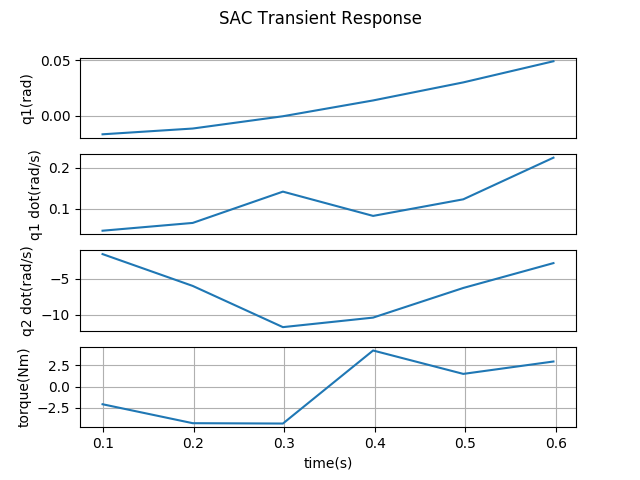 SAC Transient Response
q1(rad)
0.05
0.00
q1 dot(rad/s)
0.2
0.1
q2 dot(rad/s)
−5
−10
torque(Nm)
2.5
0.0
−2.5
0.1 0.2 0.3 0.4 0.5 0.6
time(s)